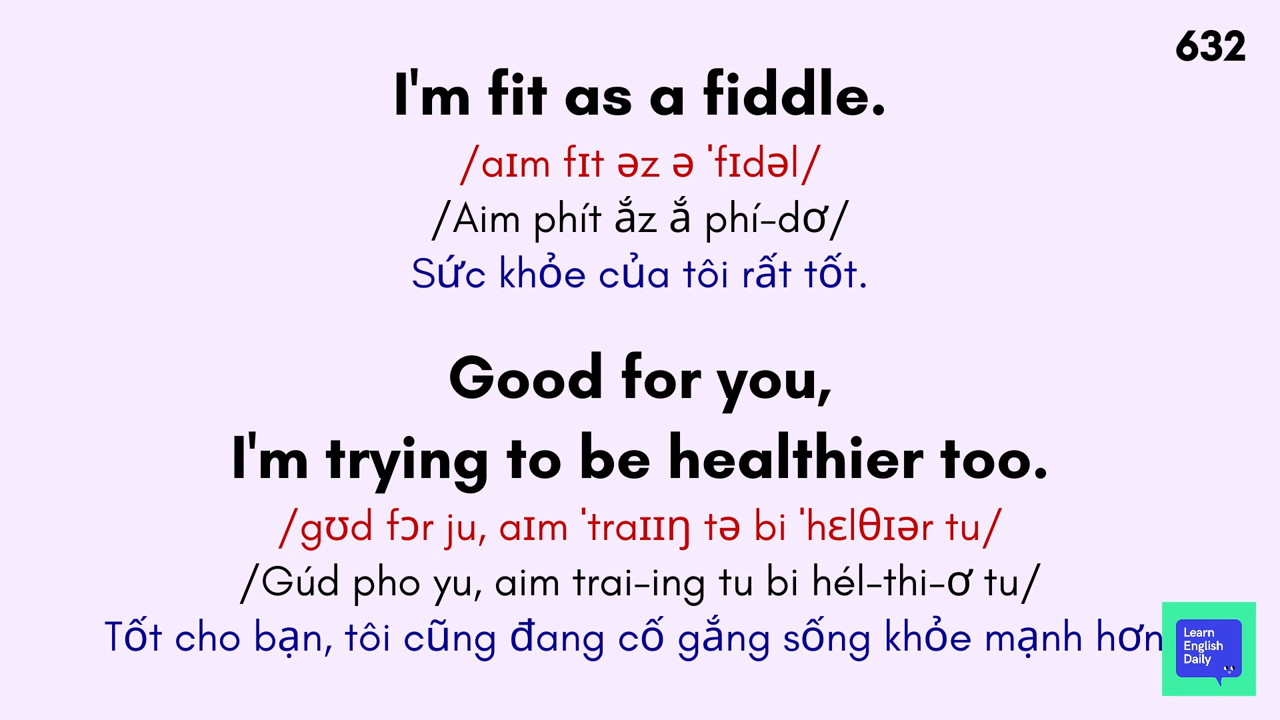 632
I'm fit as a fiddle.
/aɪm fɪt əz ə ˈfɪdəl/
/Aim phít ắz ắ phí-dơ/
Sức khỏe của tôi rất tốt.
Good for you,
I'm trying to be healthier too.
/gʊd fɔr ju, aɪm ˈtraɪɪŋ tə bi ˈhɛlθɪər tu/
/Gúd pho yu, aim trai-ing tu bi hél-thi-ơ tu/
Tốt cho bạn, tôi cũng đang cố gắng sống khỏe mạnh hơn
Learn
English
Daily